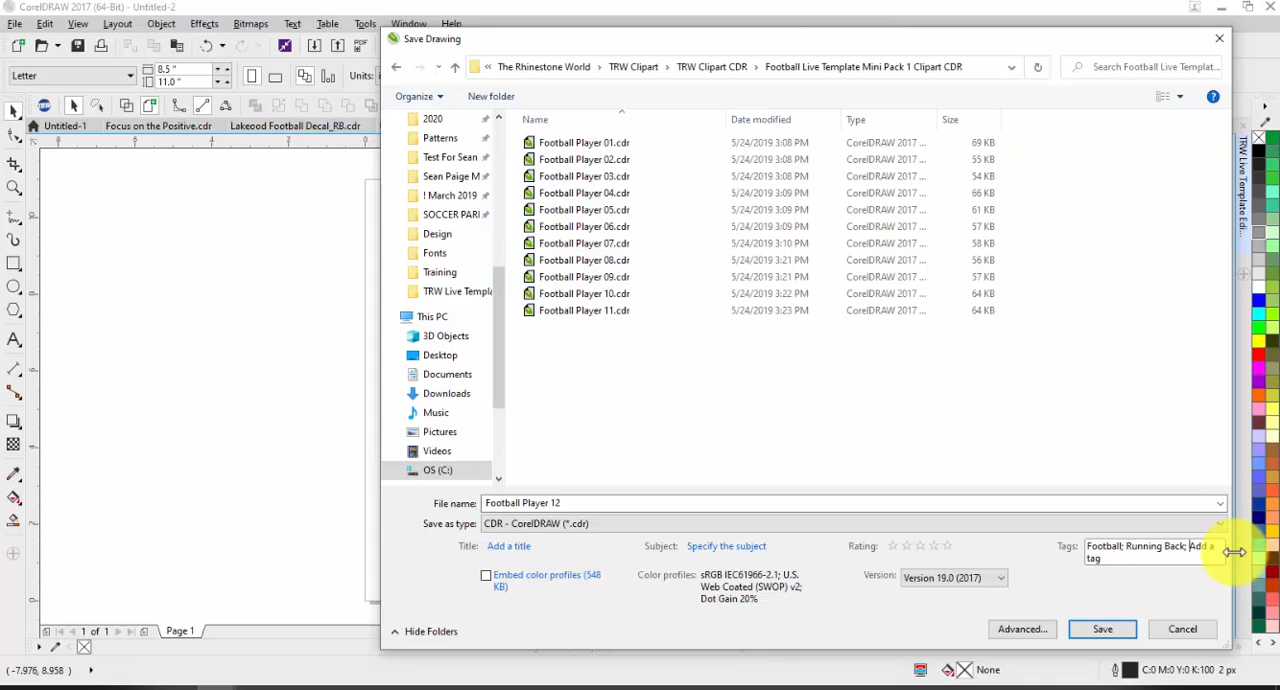 CorelDRAW 2017 (64-Bit) - Untitled-2
File Edit View Layout Object Effects Bitmaps Text Table Tools Window Help
Save Drawing
« The Rhinestone World › TRW Clipart › TRW Clipart CDR › Football Live Template Mini Pack 1 Clipart CDR
Search Football Live Templat...
Letter
8.5 "
11.0 "
Units:
PDF
Organize
New folder
Untitled-1
Focus on the Positive.cdr
Lakeood Football Decal_RB.cdr
8 6 4 2 0
Name Date modified Type Size
2020
Patterns
Test For Sean
Sean Paige M
! March 2019
SOCCER PARI
Design
Fonts
Training
TRW Live Templa
This PC
3D Objects
Desktop
Documents
Downloads
Music
Pictures
Videos
OS (C:)
Football Player 01.cdr 5/24/2019 3:08 PM CorelDRAW 2017 ... 69 KB
Football Player 02.cdr 5/24/2019 3:08 PM CorelDRAW 2017 ... 55 KB
Football Player 03.cdr 5/24/2019 3:08 PM CorelDRAW 2017 ... 54 KB
Football Player 04.cdr 5/24/2019 3:09 PM CorelDRAW 2017 ... 66 KB
Football Player 05.cdr 5/24/2019 3:09 PM CorelDRAW 2017 ... 61 KB
Football Player 06.cdr 5/24/2019 3:09 PM CorelDRAW 2017 ... 57 KB
Football Player 07.cdr 5/24/2019 3:10 PM CorelDRAW 2017 ... 58 KB
Football Player 08.cdr 5/24/2019 3:21 PM CorelDRAW 2017 ... 56 KB
Football Player 09.cdr 5/24/2019 3:21 PM CorelDRAW 2017 ... 57 KB
Football Player 10.cdr 5/24/2019 3:22 PM CorelDRAW 2017 ... 64 KB
Football Player 11.cdr 5/24/2019 3:23 PM CorelDRAW 2017 ... 64 KB
TRW Live Template Edi...
File name: Football Player 12
Save as type: CDR - CorelDRAW (*.cdr)
Title: Add a title
Subject: Specify the subject
Rating:
Tags: Football; Running Back; Add a
tag
Embed color profiles (548
KB)
Color profiles: sRGB IEC61966-2.1; U.S.
Web Coated (SWOP) v2;
Dot Gain 20%
Version: Version 19.0 (2017)
Hide Folders
Advanced...
Save
Cancel
1 of 1
Page 1
(-7.976, 8.958)
None
C:0 M:0 Y:0 K:100 2 px